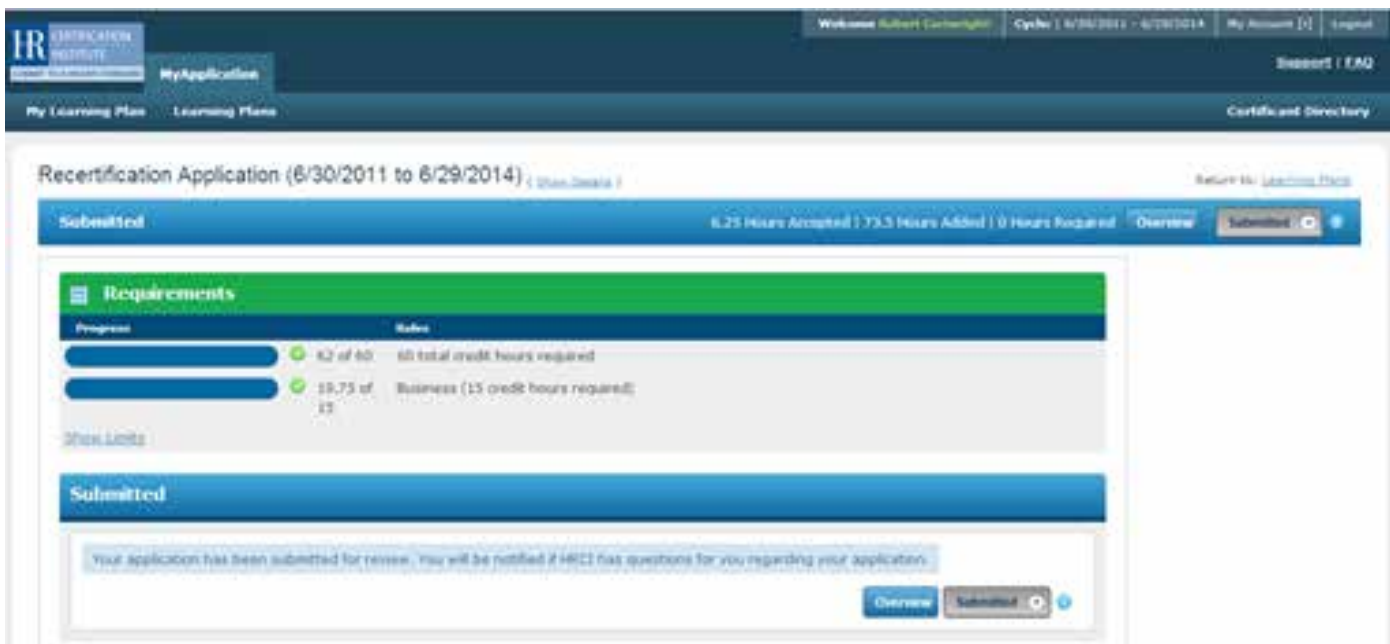 Welcome Robert Cartwright! Cycle: | 6/30/2011 - 6/29/2014 My Account [+] Logout
HR CERTIFICATION
INSTITUTE
MyApplication
Support | FAQ
My Learning Plan Learning Plans Certificant Directory
Recertification Application (6/30/2011 to 6/29/2014) ( Show Details ) Return to: Learning Plans
Submitted 6.25 Hours Accepted | 73.5 Hours Added | 0 Hours Required Overview Submitted
Requirements
Progress Rules
62 of 60 60 total credit hours required
19.75 of Business (15 credit hours required)
15
Show Limits
Submitted
Your application has been submitted for review. You will be notified if HRCI has questions for you regarding your application.
Overview Submitted